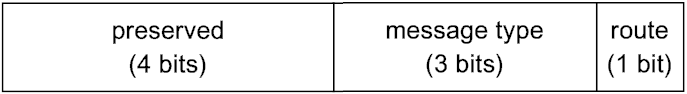 preserved message type route
(4 bits) (3 bits) (1 bit)